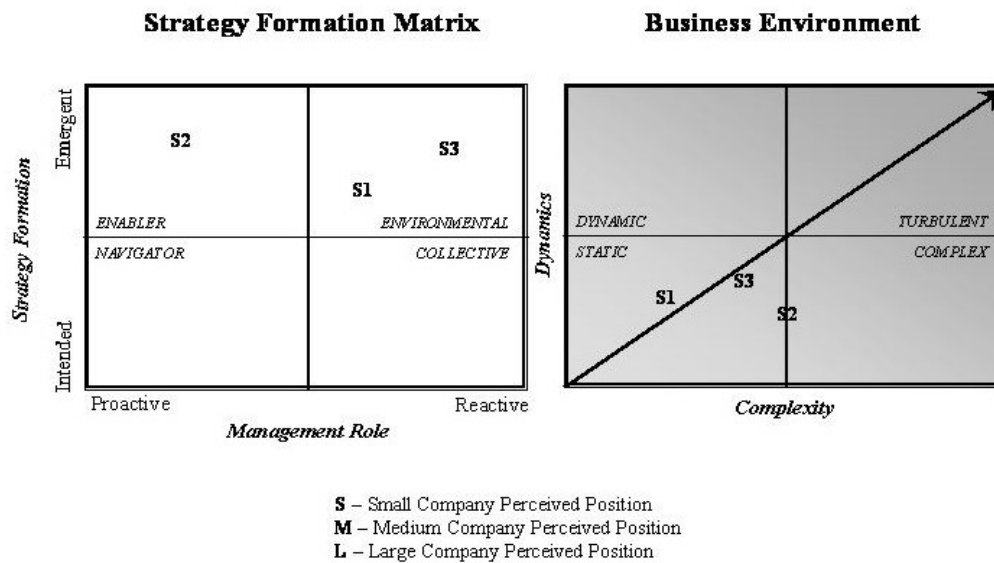 Strategy Formation Matrix
Business Environment
Strategy Formation
Emergent
Intended
S2
S3
S1
ENABLER
ENVIRONMENTAL
NAVIGATOR
COLLECTIVE
Proactive
Reactive
Management Role
Dynamics
DYNAMIC
TURBULENT
STATIC
COMPLEX
S1
S3
S2
Complexity
S – Small Company Perceived Position
M – Medium Company Perceived Position
L – Large Company Perceived Position